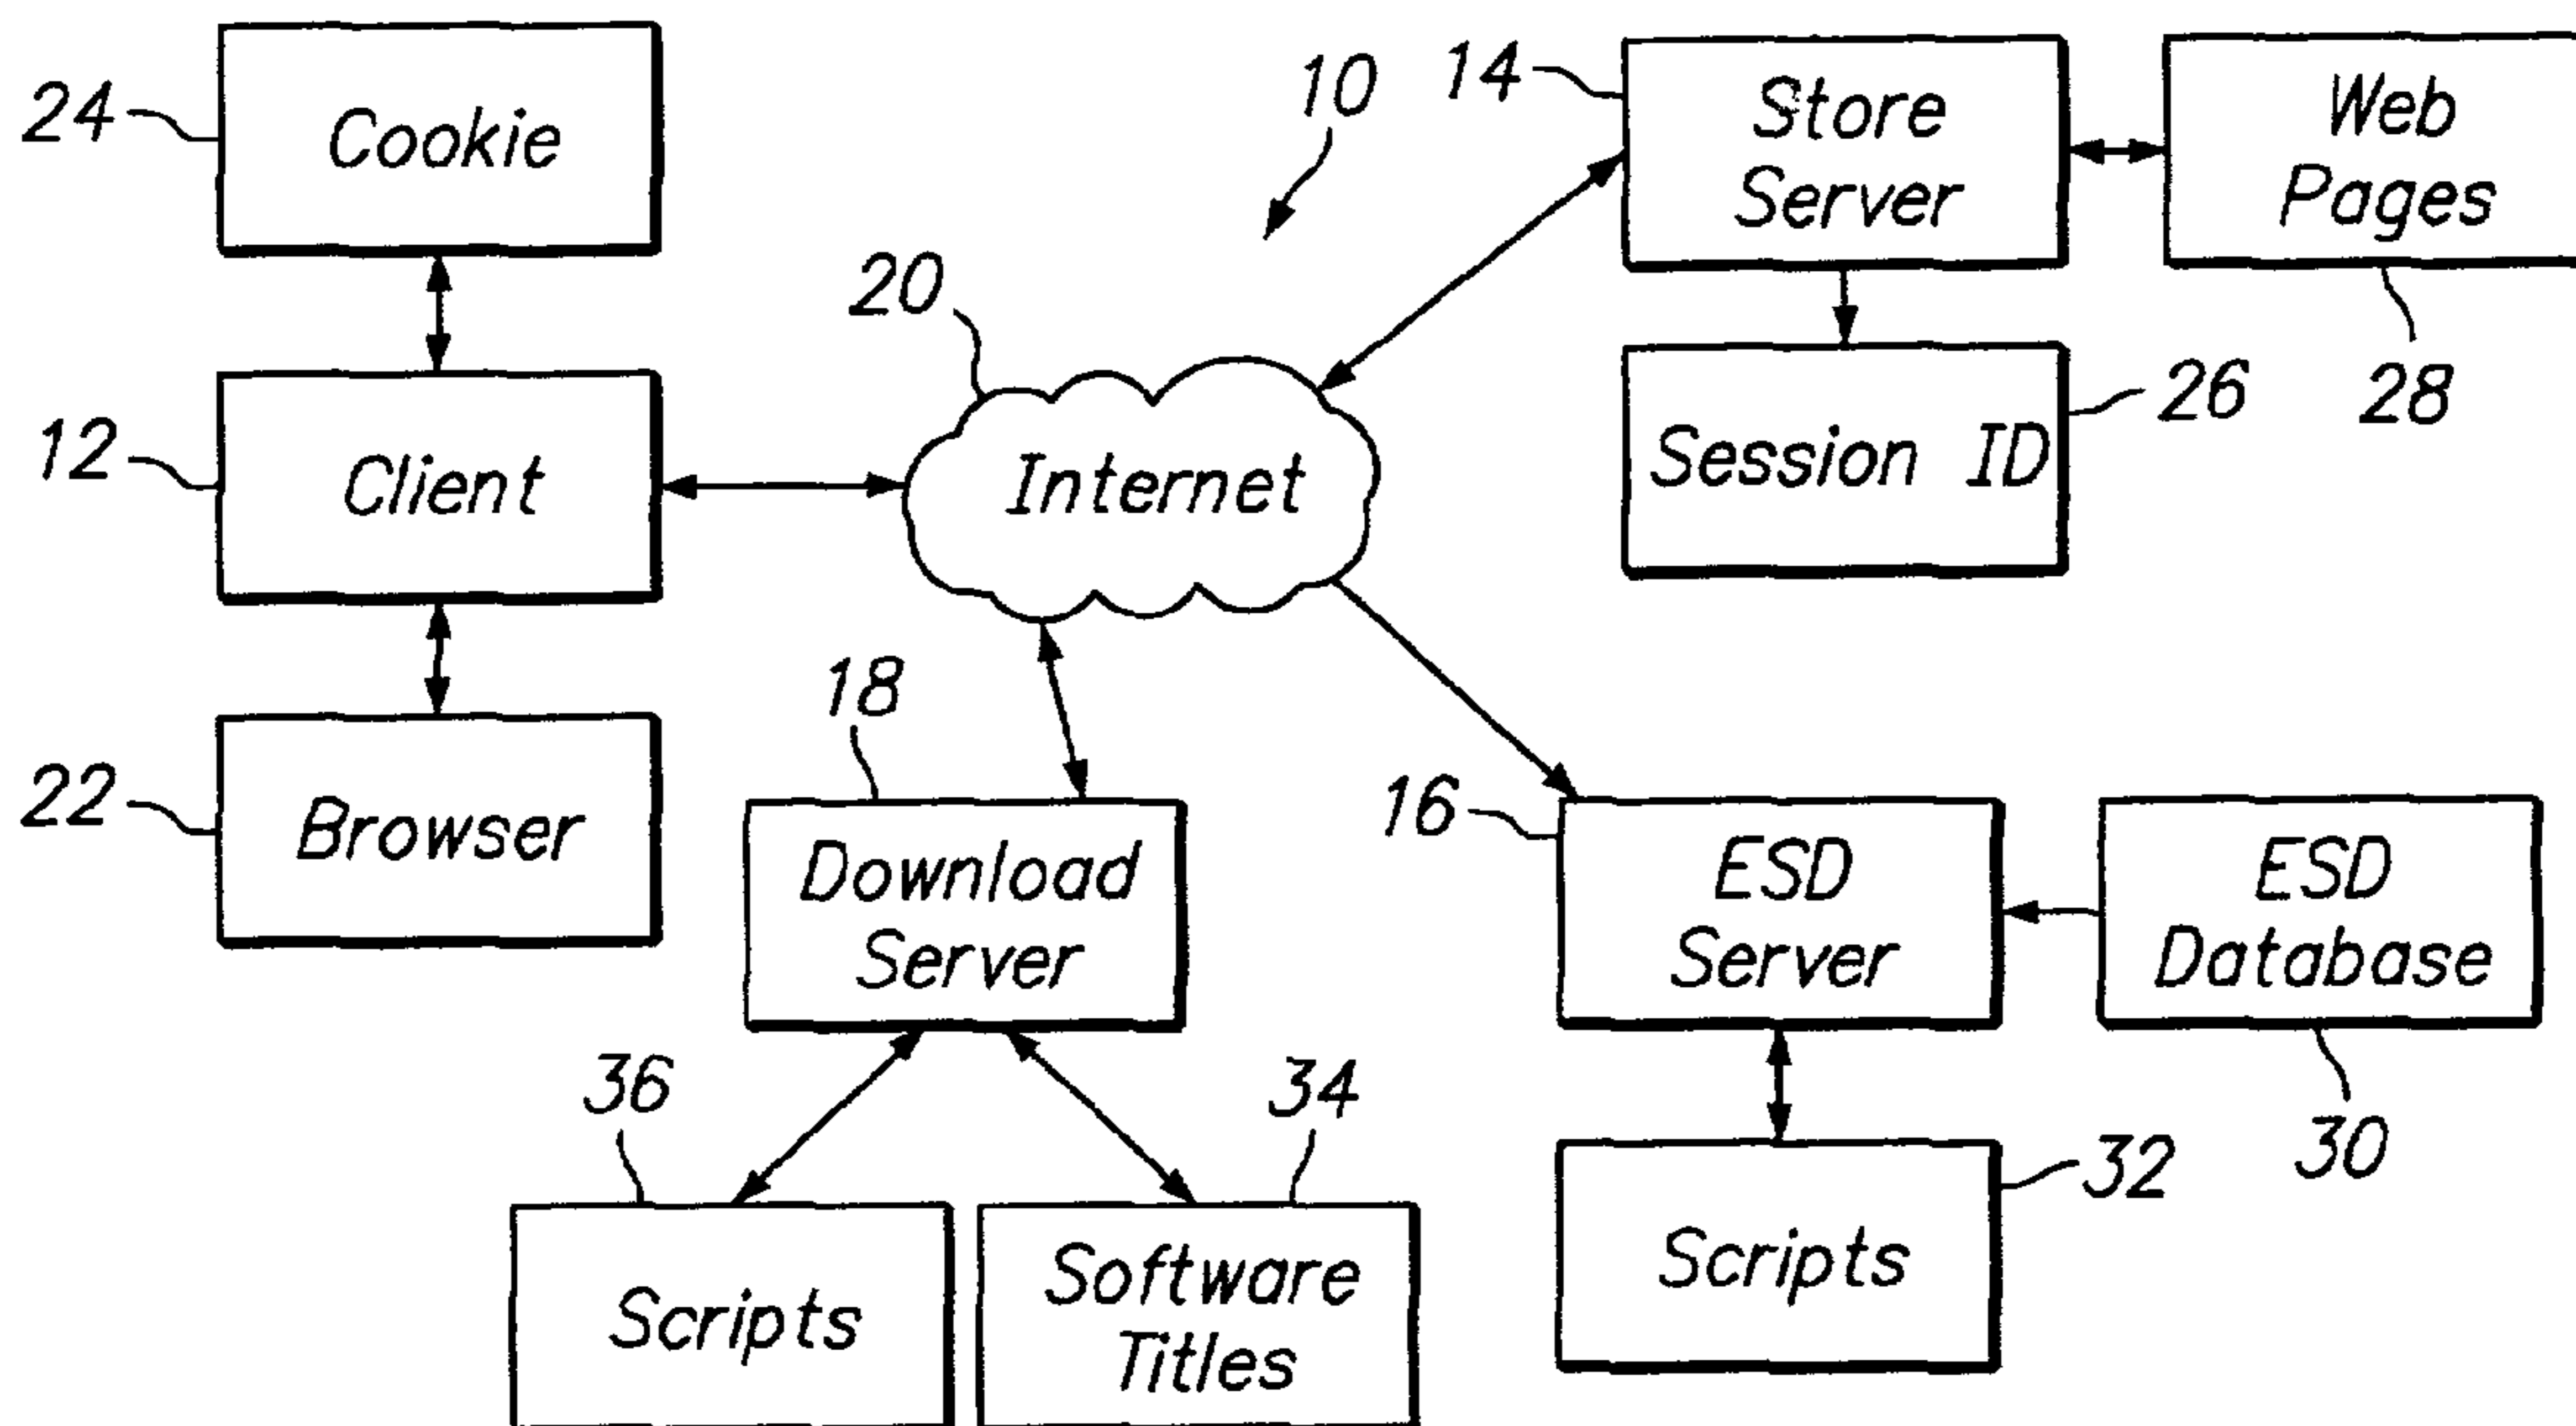 24
Cookie
10
14
Store
Server
Web
Pages
20
12
Client
Internet
Session ID
26
28
18
22
Browser
Download
Server
16
ESD
Server
ESD
Database
36
34
32
30
Scripts
Software
Titles
Scripts